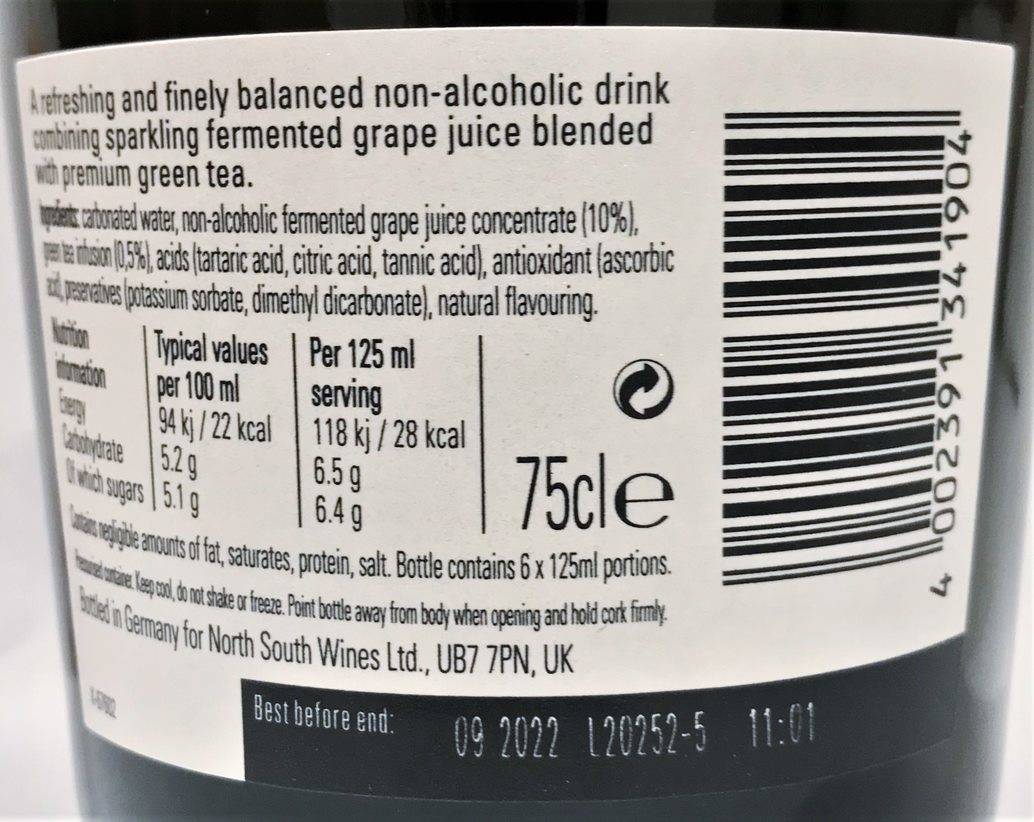 A refreshing and finely balanced non-alcoholic drink
combining sparkling fermented grape juice blended
with premium green tea.
Ingredients: carbonated water, non-alcoholic fermented grape juice concentrate (10%),
green tea infusion (0,5%), acids (tartaric acid, citric acid, tannic acid), antioxidant (ascorbic
acid), preservatives (potassium sorbate, dimethyl dicarbonate), natural flavouring.
Nutrition information Typical values per 100 ml Per 125 ml serving
Energy 94 kj / 22 kcal 118 kj / 28 kcal
Carbohydrate 5.2 g 6.5 g
Of which sugars 5.1 g 6.4 g
75cl e
Contains negligible amounts of fat, saturates, protein, salt. Bottle contains 6 x 125ml portions.
Pressurised container. Keep cool, do not shake or freeze. Point bottle away from body when opening and hold cork firmly.
Bottled in Germany for North South Wines Ltd., UB7 7PN, UK
Best before end: 09 2022 L20252-5 11:01
4 002391 341904